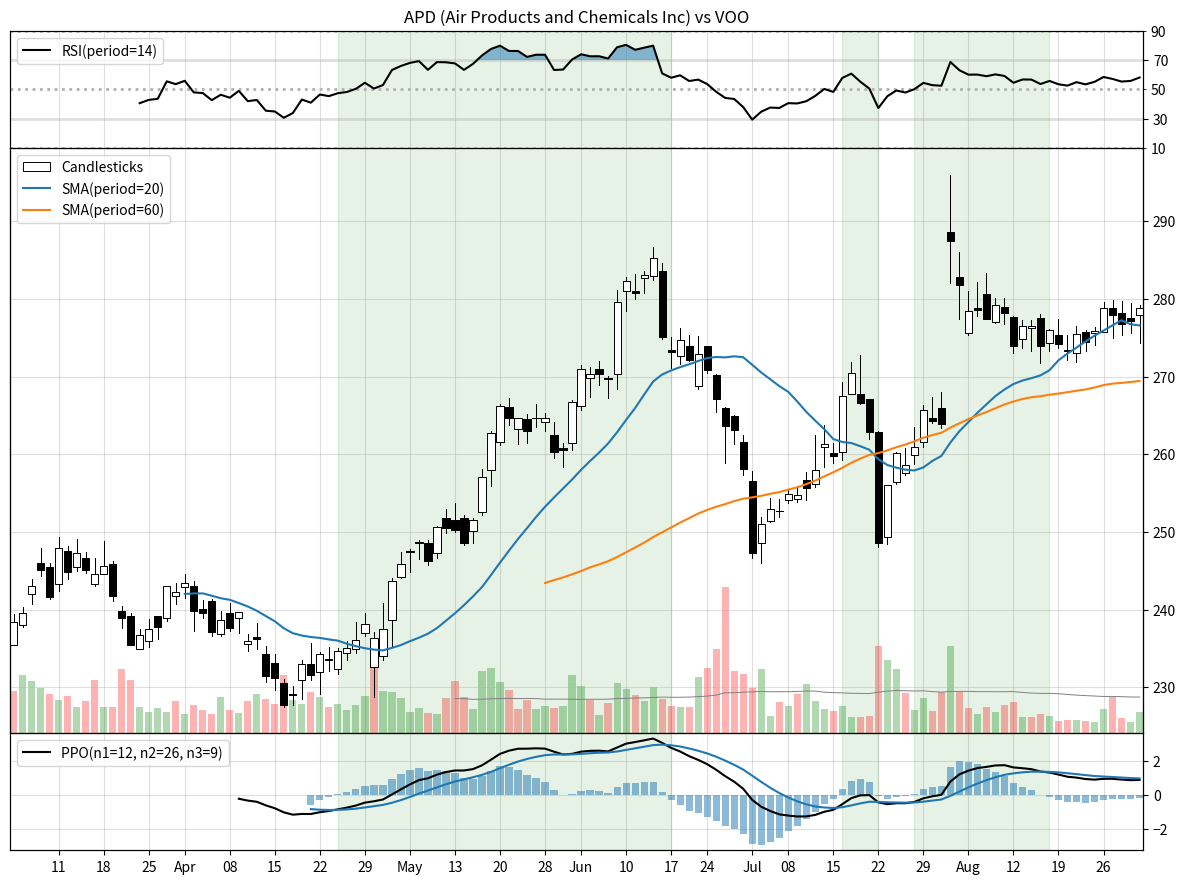 APD (Air Products and Chemicals Inc) vs VOO
RSI(period=14)
90
70
50
30
10
Candlesticks
SMA(period=20)
SMA(period=60)
290
280
270
260
250
240
230
PPO(n1=12, n2=26, n3=9)
2
0
−2
11 18 25 Apr 08 15 22 29 May 13 20 28 Jun 10 17 24 Jul 08 15 22 29 Aug 12 19 26